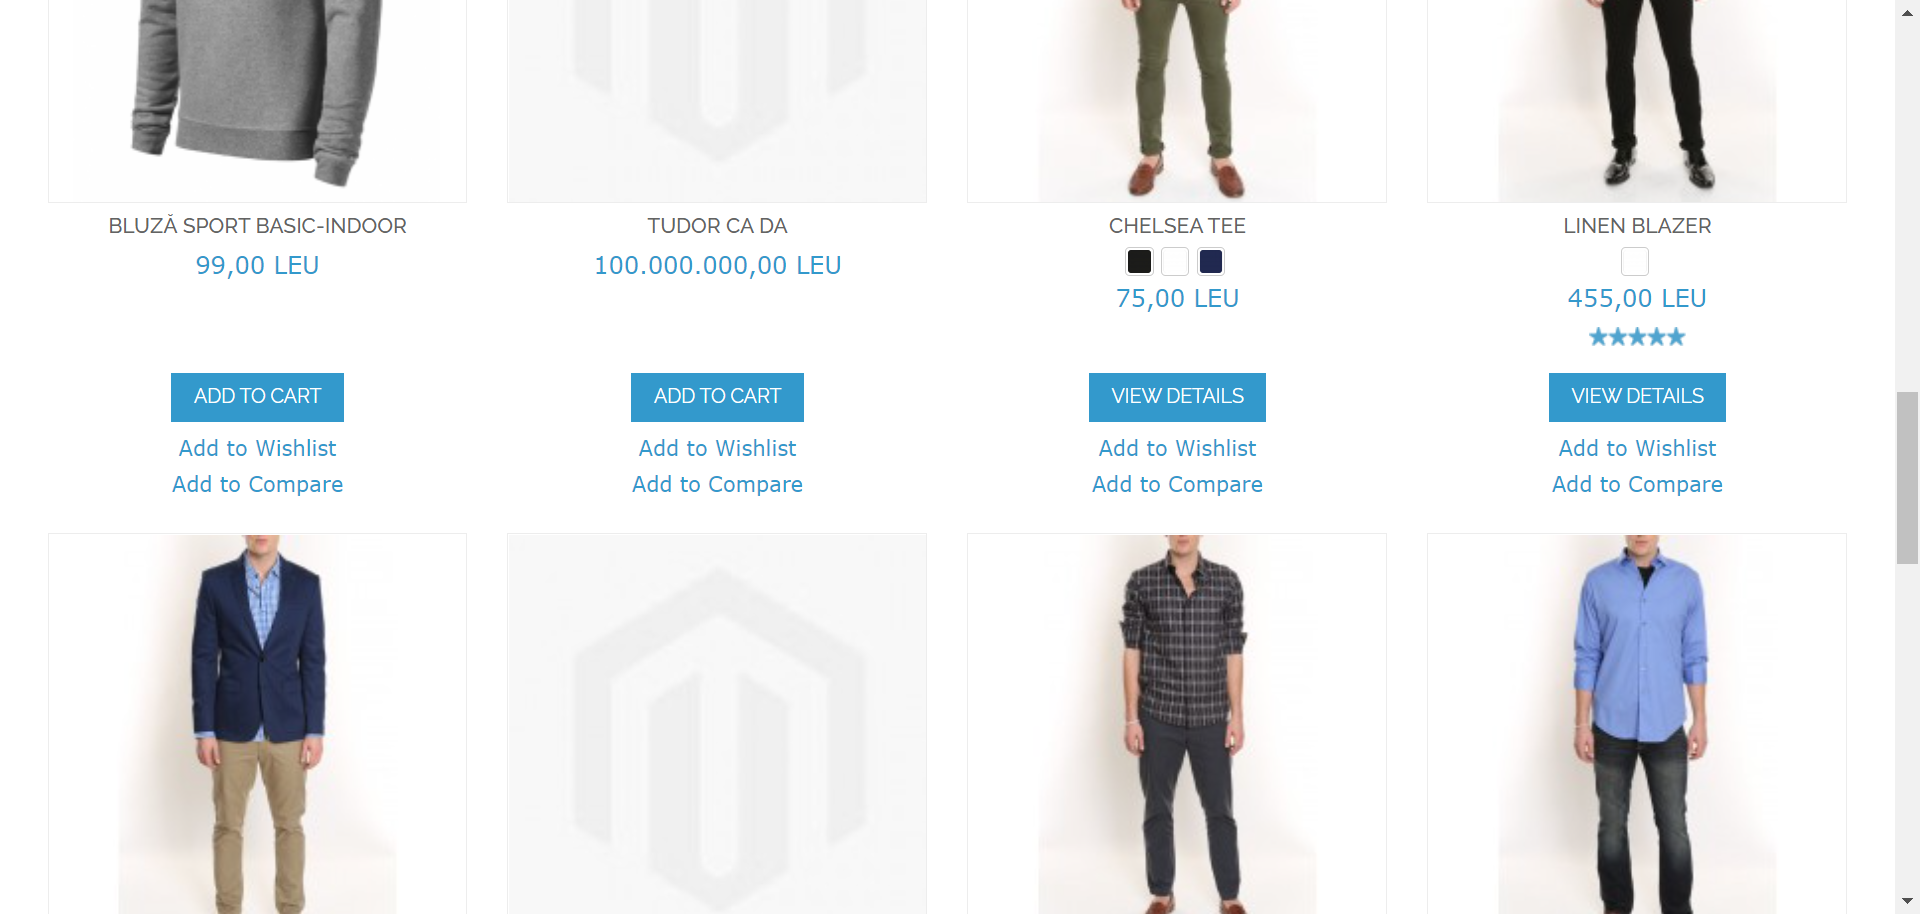 BLUZĂ SPORT BASIC-INDOOR
99,00 LEU
ADD TO CART
Add to Wishlist
Add to Compare
TUDOR CA DA
100.000.000,00 LEU
ADD TO CART
Add to Wishlist
Add to Compare
CHELSEA TEE
75,00 LEU
VIEW DETAILS
Add to Wishlist
Add to Compare
LINEN BLAZER
455,00 LEU
VIEW DETAILS
Add to Wishlist
Add to Compare